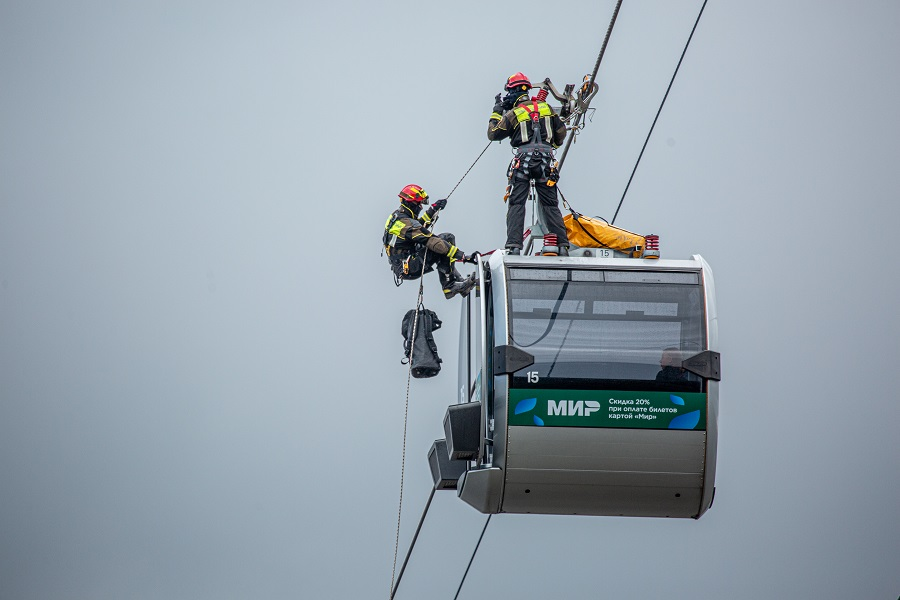 15
15
МИР
Скидка 20%
при оплате билетов
картой «Мир»